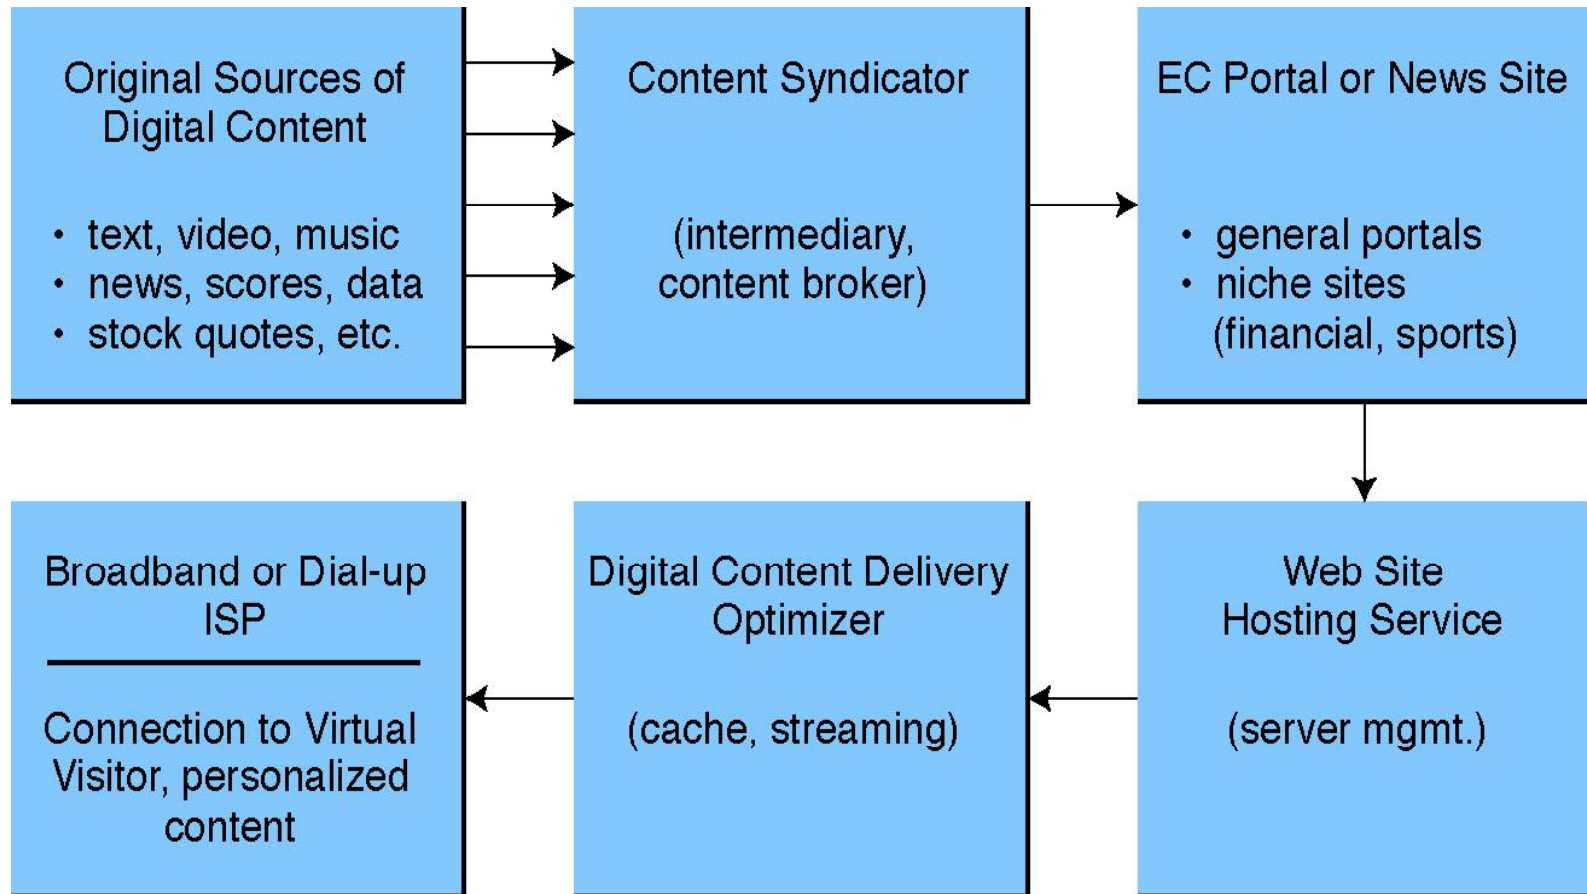 Original Sources of
Digital Content
• text, video, music
• news, scores, data
• stock quotes, etc.
Content Syndicator
(intermediary,
content broker)
EC Portal or News Site
• general portals
• niche sites
(financial, sports)
Broadband or Dial-up
ISP
Connection to Virtual
Visitor, personalized
content
Digital Content Delivery
Optimizer
(cache, streaming)
Web Site
Hosting Service
(server mgmt.)